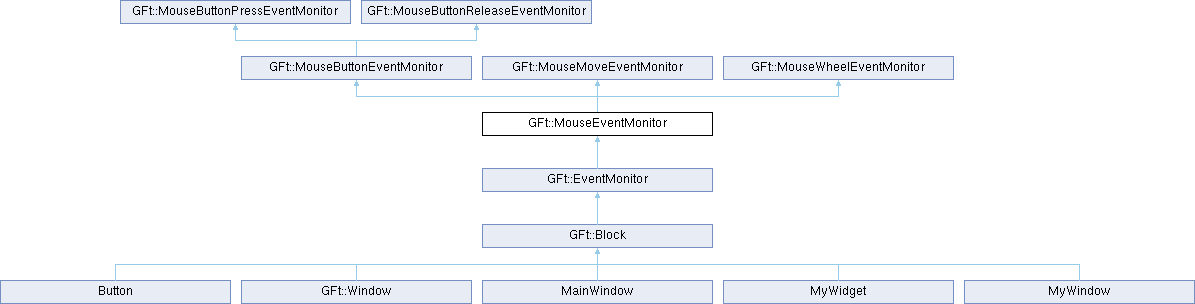 GFt::MouseButtonPressEventMonitor
GFt::MouseButtonReleaseEventMonitor
GFt::MouseButtonEventMonitor
GFt::MouseMoveEventMonitor
GFt::MouseWheelEventMonitor
GFt::MouseEventMonitor
GFt::EventMonitor
GFt::Block
Button
GFt::Window
MainWindow
MyWidget
MyWindow